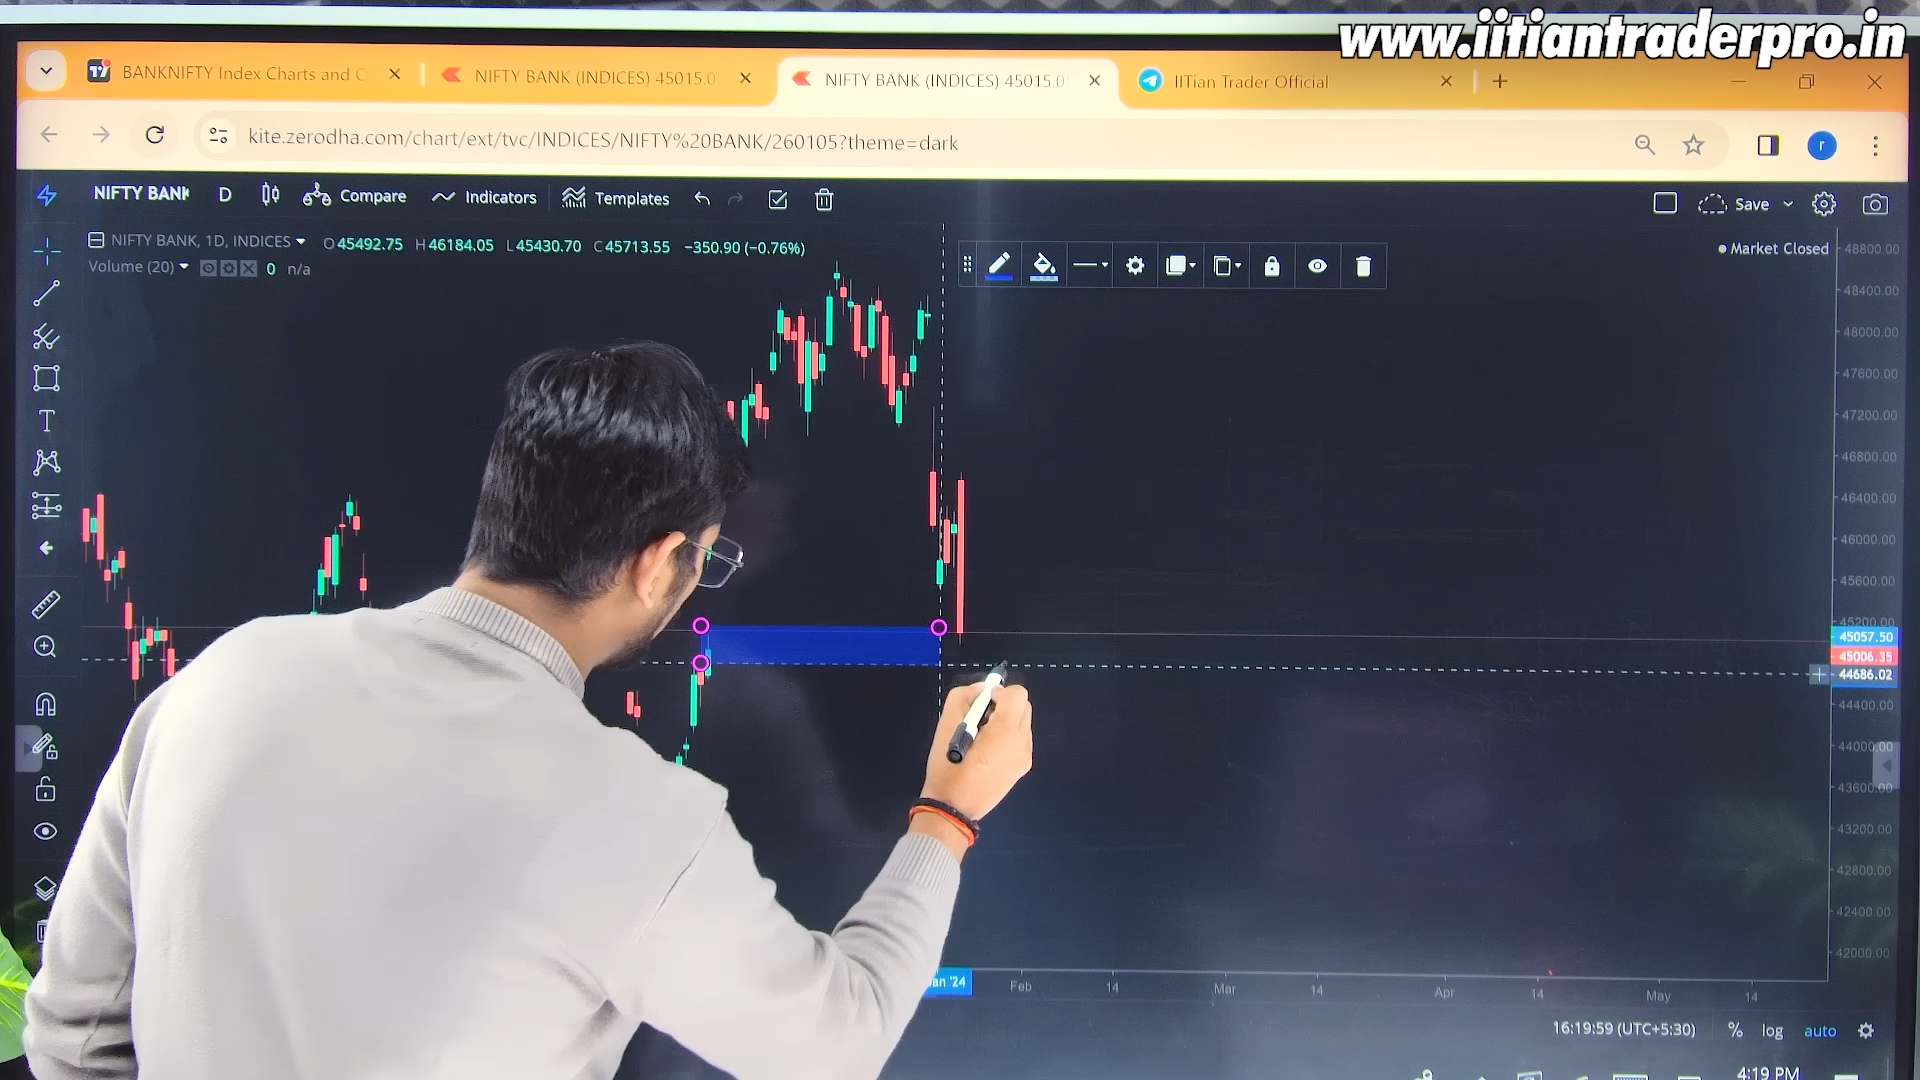 www.iitiantraderpro.in
BANKNIFTY Index Charts and Q
NIFTY BANK (INDICES) 45015.0
NIFTY BANK (INDICES) 45015.0
IITian Trader Official
kite.zerodha.com/chart/ext/tvc/INDICES/NIFTY%20BANK/260105?theme=dark
r
NIFTY BANK
D
Compare
Indicators
Templates
Save
NIFTY BANK, 1D, INDICES
O45492.75 H46184.05 L45430.70 C45713.55 −350.90 (−0.76%)
Volume (20)
0 n/a
Market Closed
T
48800.00
48400.00
48000.00
47600.00
47200.00
46800.00
46400.00
46000.00
45600.00
45200.00
45057.50
45006.35
44686.02
44400.00
44000.00
43600.00
43200.00
42800.00
42400.00
42000.00
an '24
Feb
14
Mar
14
Apr
14
May
14
16:19:59 (UTC+5:30)
%
log
auto
4:19 PM